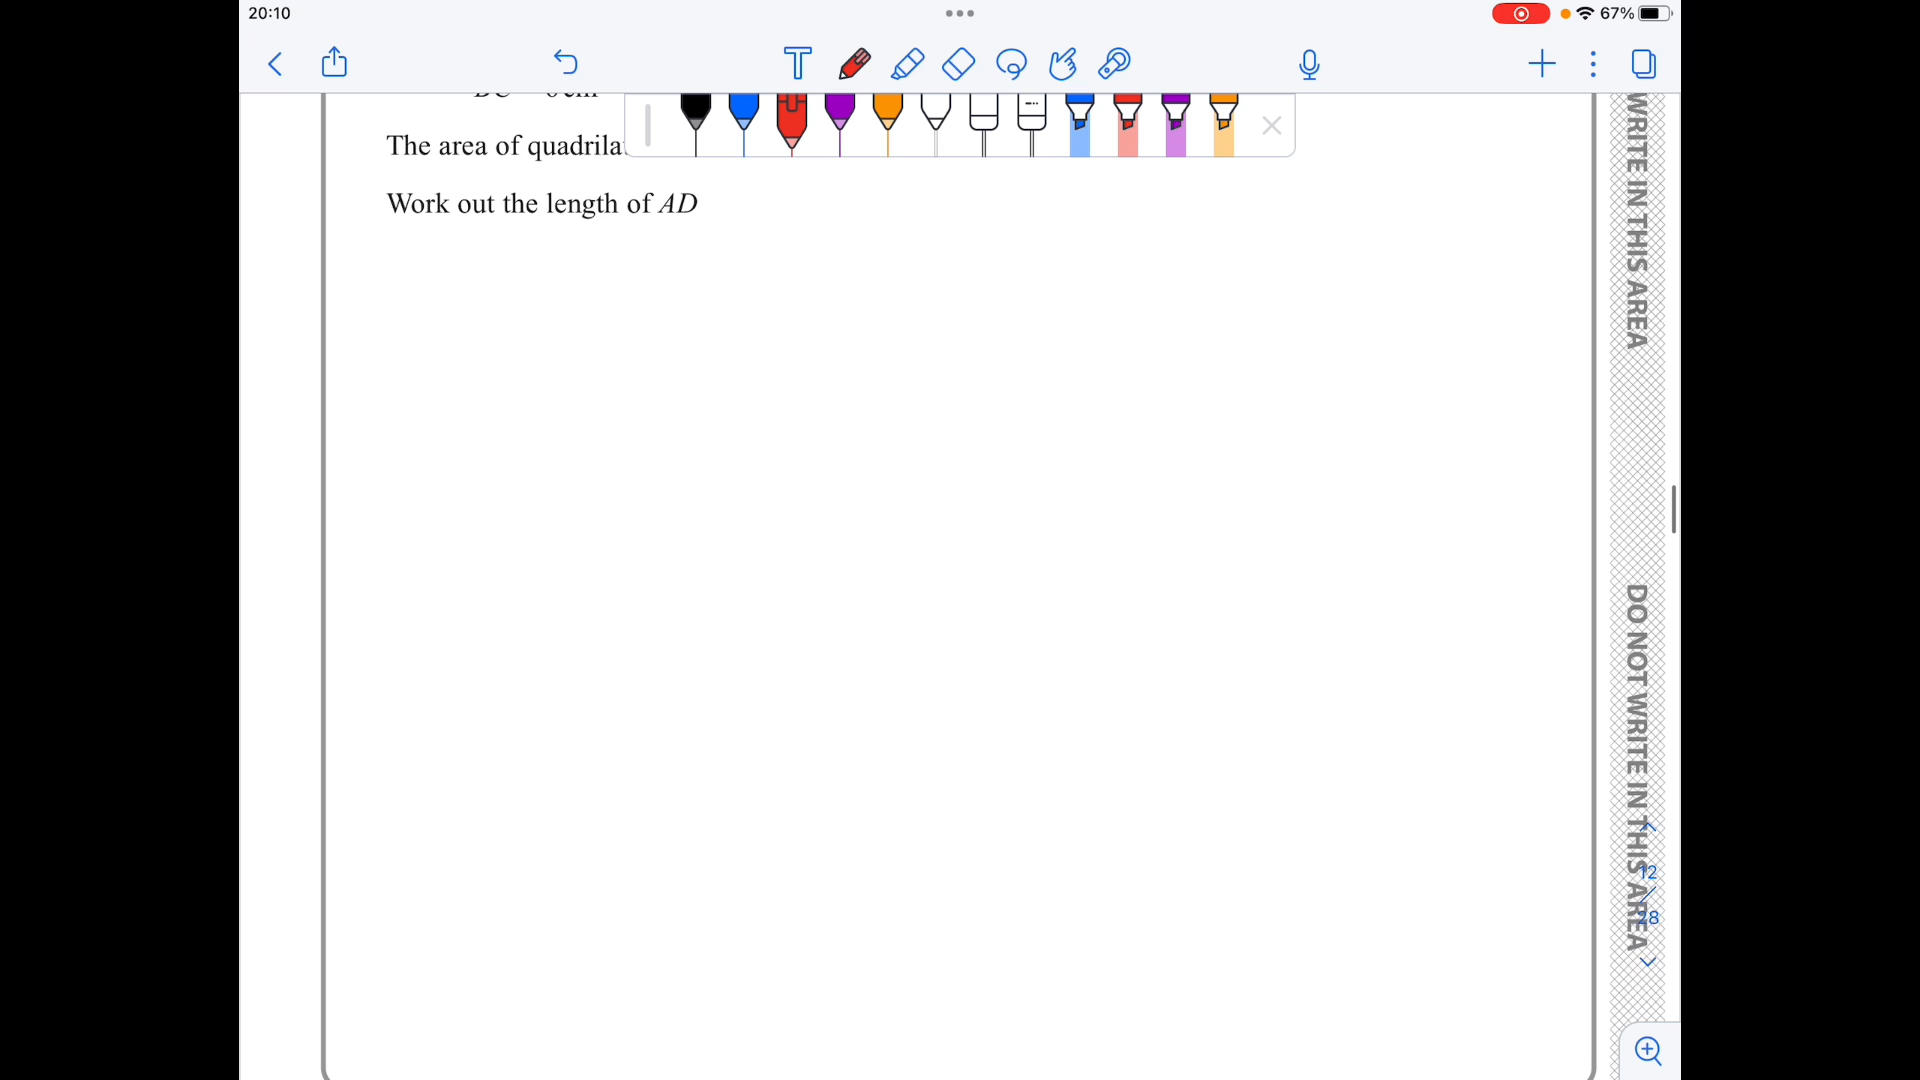 20:10
67%
The area of quadrila
Work out the length of AD
WRITE IN THIS AREA
DO NOT WRITE IN THIS AREA
12
28